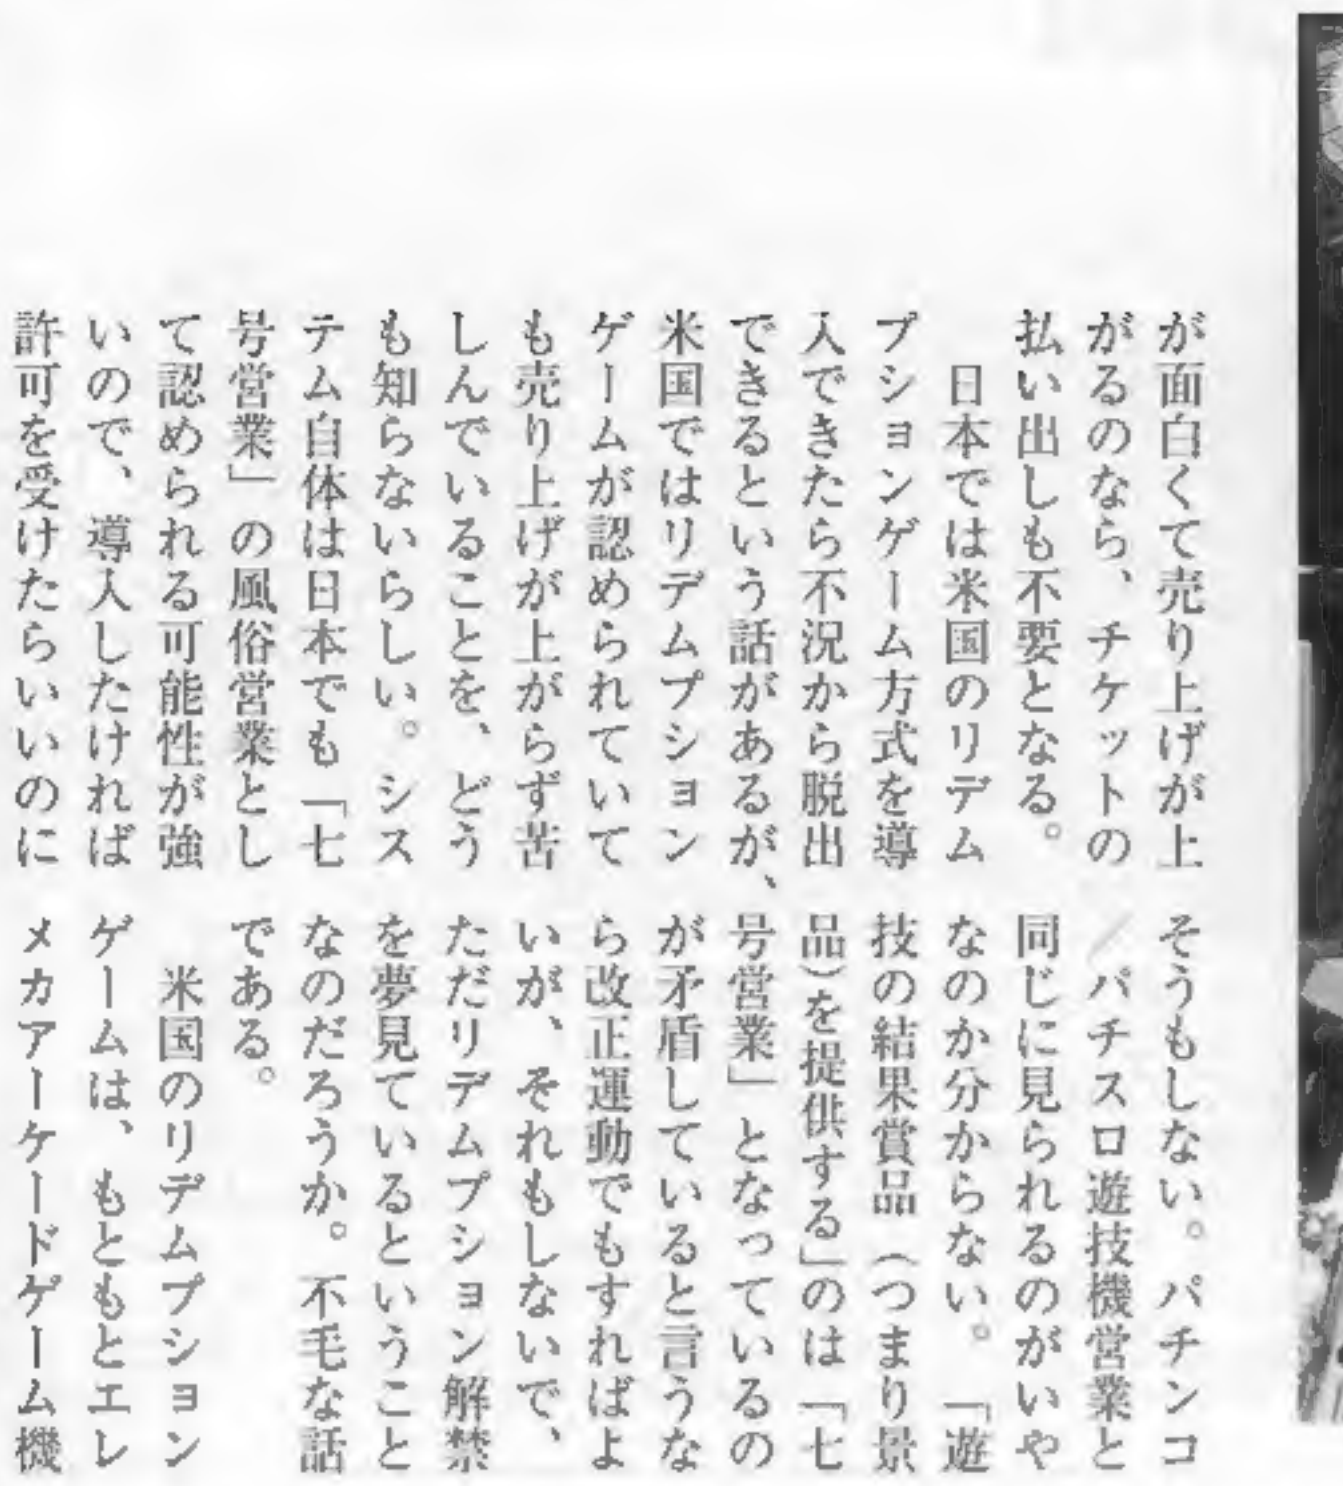 が面白くて売り上げが上
がるのなら、チケットの
払い出しも不要となる。
日本では米国のリデム
プションゲーム方式を導
入できたら不況から脱出
できるという話があるが、
米国ではリデムプション
ゲームが認められていて
も売り上げが上がらず苦
しんでいることを、どう
も知らないらしい。シス
テム自体は日本でも「七
号営業」の風俗営業とし
て認められる可能性が強
いので、導入したければ
許可を受けたらいいのに
そうもしない。パチンコ
/パチスロ遊技機営業と
同じに見られるのがいや
なのか分からない。「遊
技の結果賞品(つまり景
品)を提供する」のは「七
号営業」となっているの
が矛盾していると言うな
ら改正運動でもすればよ
いが、それもしないで、
ただリデムプション解禁
を夢見ているということ
なのだろうか。不毛な話
である。
米国のリデムプション
ゲームは、もともとエレ
メカアーケードゲーム機